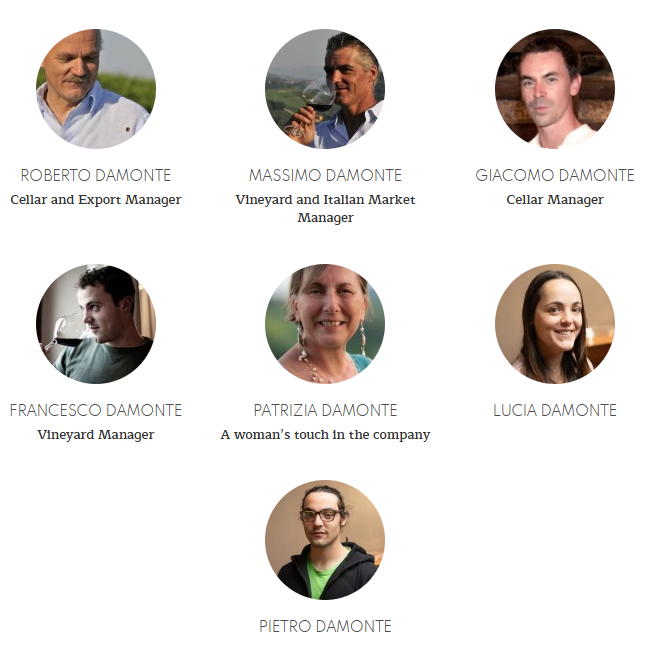 ROBERTO DAMONTE
Cellar and Export Manager
MASSIMO DAMONTE
Vineyard and Italian Market
Manager
GIACOMO DAMONTE
Cellar Manager
FRANCESCO DAMONTE
Vineyard Manager
PATRIZIA DAMONTE
A woman's touch in the company
LUCIA DAMONTE
PIETRO DAMONTE